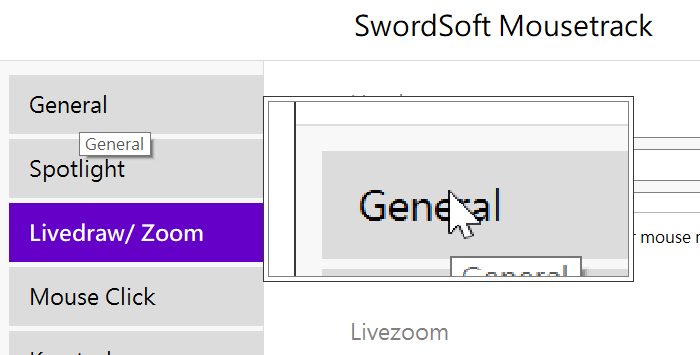 SwordSoft Mousetrack
General
General
Spotlight
Livedraw/ Zoom
Mouse Click
General
General
mouse
Livezoom